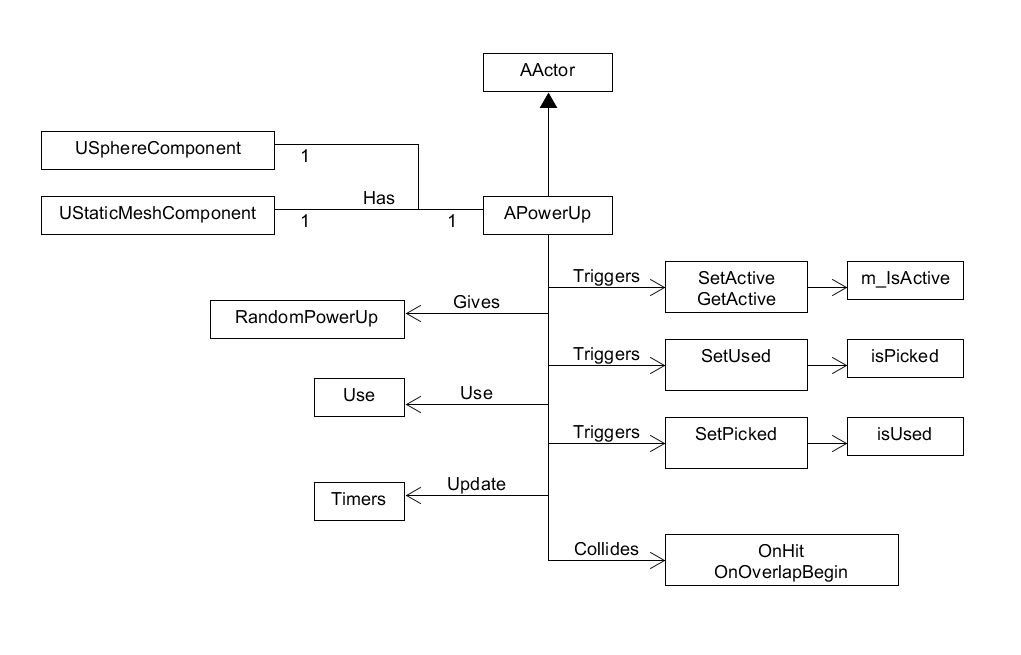 AActor
USphereComponent
1
UStaticMeshComponent
Has
1
1
APowerUp
Triggers
SetActive
GetActive
m_IsActive
Gives
RandomPowerUp
Triggers
SetUsed
isPicked
Use
Use
Triggers
SetPicked
isUsed
Update
Timers
Collides
OnHit
OnOverlapBegin